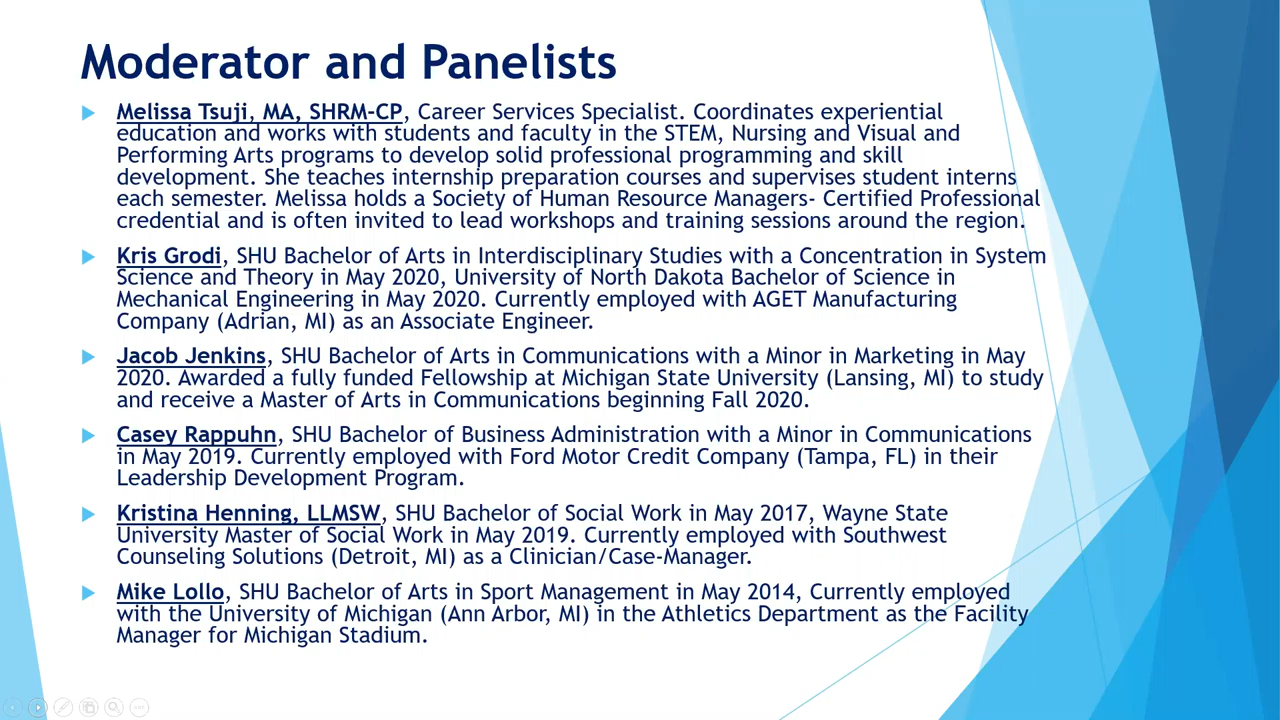 Moderator and Panelists
Melissa Tsuji, MA, SHRM-CP, Career Services Specialist. Coordinates experiential
education and works with students and faculty in the STEM, Nursing and Visual and
Performing Arts programs to develop solid professional programming and skill
development. She teaches internship preparation courses and supervises student interns
each semester. Melissa holds a Society of Human Resource Managers- Certified Professional
credential and is often invited to lead workshops and training sessions around the region.
Kris Grodi, SHU Bachelor of Arts in Interdisciplinary Studies with a Concentration in System
Science and Theory in May 2020, University of North Dakota Bachelor of Science in
Mechanical Engineering in May 2020. Currently employed with AGET Manufacturing
Company (Adrian, MI) as an Associate Engineer.
Jacob Jenkins, SHU Bachelor of Arts in Communications with a Minor in Marketing in May
2020. Awarded a fully funded Fellowship at Michigan State University (Lansing, MI) to study
and receive a Master of Arts in Communications beginning Fall 2020.
Casey Rappuhn, SHU Bachelor of Business Administration with a Minor in Communications
in May 2019. Currently employed with Ford Motor Credit Company (Tampa, FL) in their
Leadership Development Program.
Kristina Henning, LLMSW, SHU Bachelor of Social Work in May 2017, Wayne State
University Master of Social Work in May 2019. Currently employed with Southwest
Counseling Solutions (Detroit, MI) as a Clinician/Case-Manager.
Mike Lollo, SHU Bachelor of Arts in Sport Management in May 2014, Currently employed
with the University of Michigan (Ann Arbor, MI) in the Athletics Department as the Facility
Manager for Michigan Stadium.